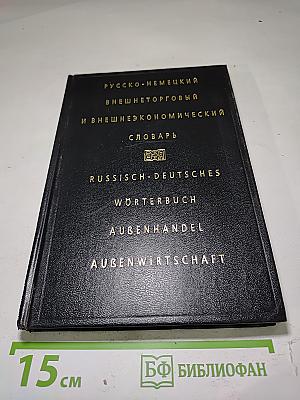 РУССКО-НЕМЕЦКИЙ
ВНЕШНЕТОРГОВЫЙ
И ВНЕШНЕЭКОНОМИЧЕСКИЙ
СЛОВАРЬ
RUSSISCH-DEUTSCHES
WÖRTERBUCH
AUßENHANDEL
AUßENWiRTSCHAFT
15 см
БФ БИБЛИОФАН